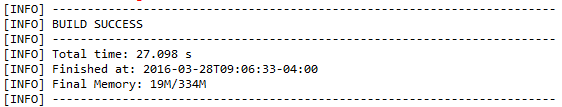 [INFO] ------------------------------------------------------------------------
[INFO] BUILD SUCCESS
[INFO] ------------------------------------------------------------------------
[INFO] Total time: 27.098 s
[INFO] Finished at: 2016-03-28T09:06:33-04:00
[INFO] Final Memory: 19M/334M
[INFO] ------------------------------------------------------------------------